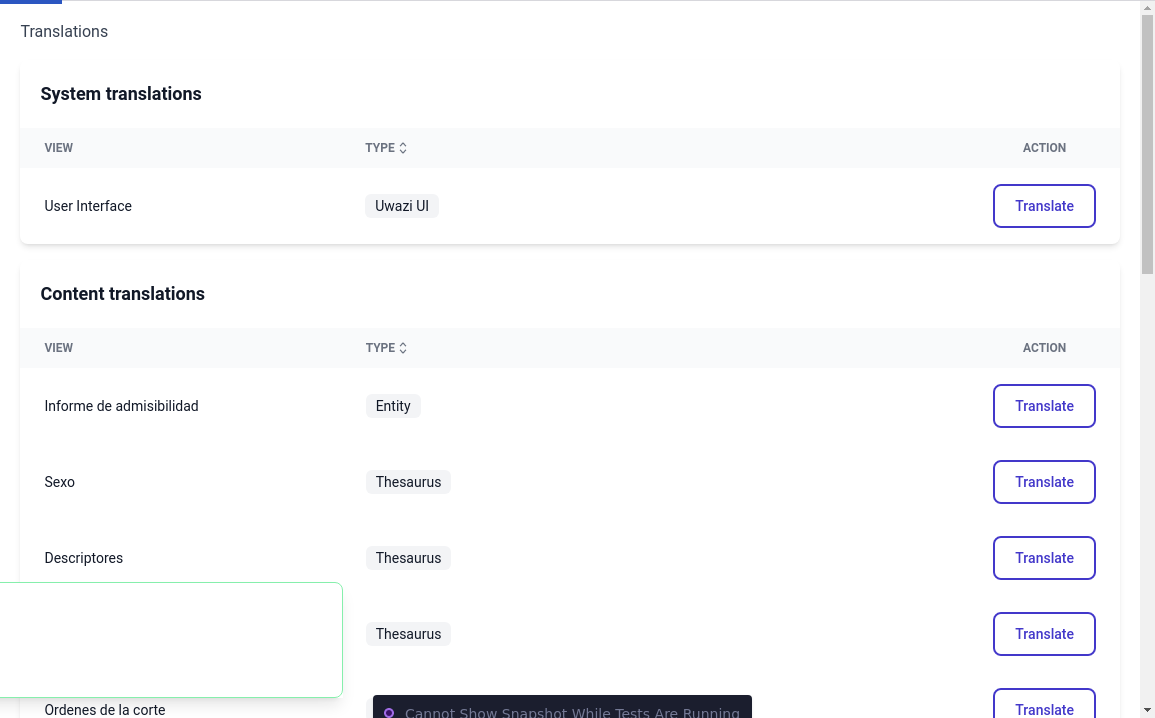 Translations
System translations
VIEW TYPE ACTION
User Interface Uwazi UI Translate
Content translations
VIEW TYPE ACTION
Informe de admisibilidad Entity Translate
Sexo Thesaurus Translate
Descriptores Thesaurus Translate
Thesaurus Translate
Ordenes de la corte Translate
Cannot Show Snapshot While Tests Are Running